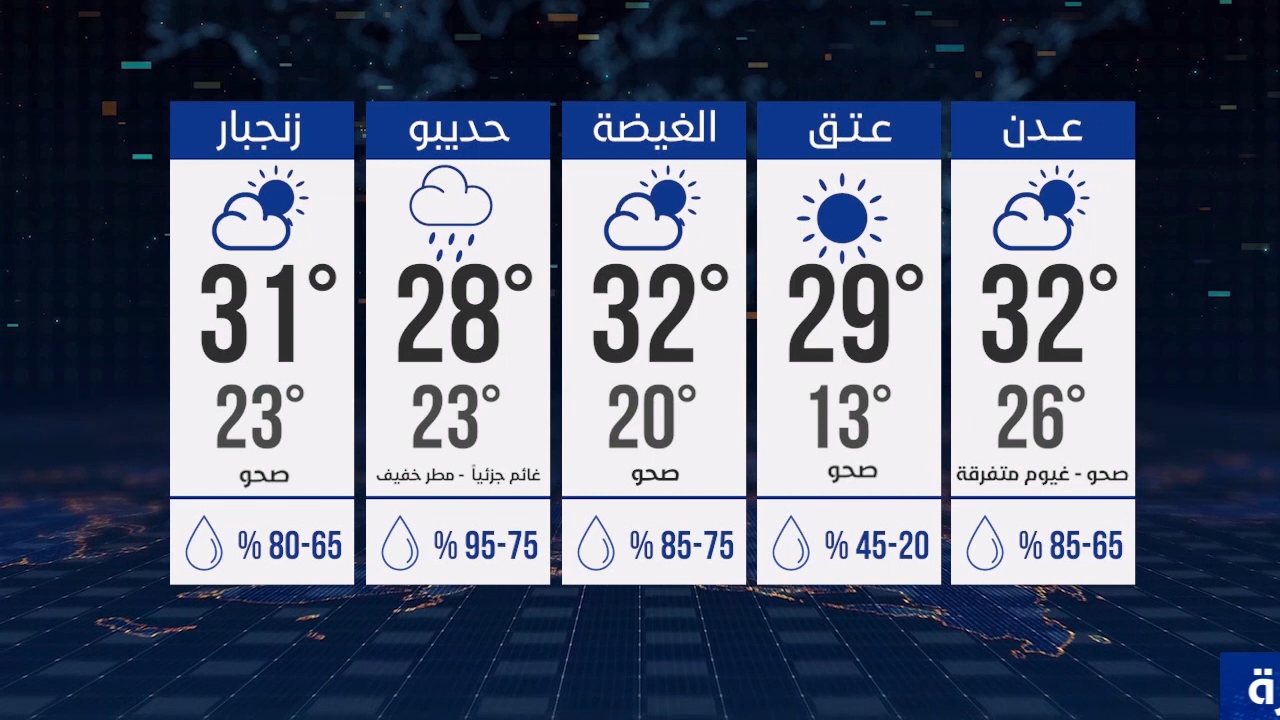 عدن
32°
26°
صحو - غيوم متفرقة
% 85-65
عتق
29°
13°
صحو
% 45-20
الغيضة
32°
20°
صحو
% 85-75
حديبو
28°
23°
غائم جزئياً - مطر خفيف
% 95-75
زنجبار
31°
23°
صحو
% 80-65